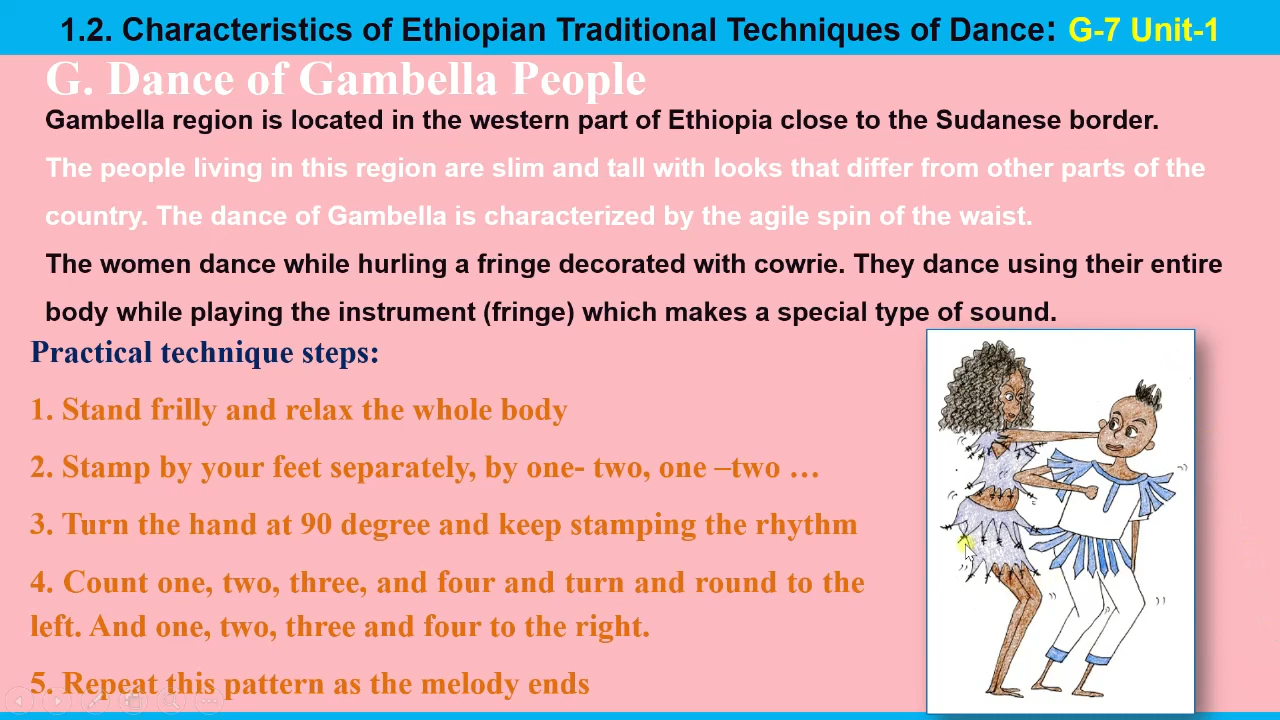 1.2. Characteristics of Ethiopian Traditional Techniques of Dance: G-7 Unit-1
G. Dance of Gambella People
Gambella region is located in the western part of Ethiopia close to the Sudanese border.
The people living in this region are slim and tall with looks that differ from other parts of the
country. The dance of Gambella is characterized by the agile spin of the waist.
The women dance while hurling a fringe decorated with cowrie. They dance using their entire
body while playing the instrument (fringe) which makes a special type of sound.
Practical technique steps:
1. Stand frilly and relax the whole body
2. Stamp by your feet separately, by one- two, one –two …
3. Turn the hand at 90 degree and keep stamping the rhythm
4. Count one, two, three, and four and turn and round to the
left. And one, two, three and four to the right.
5. Repeat this pattern as the melody ends